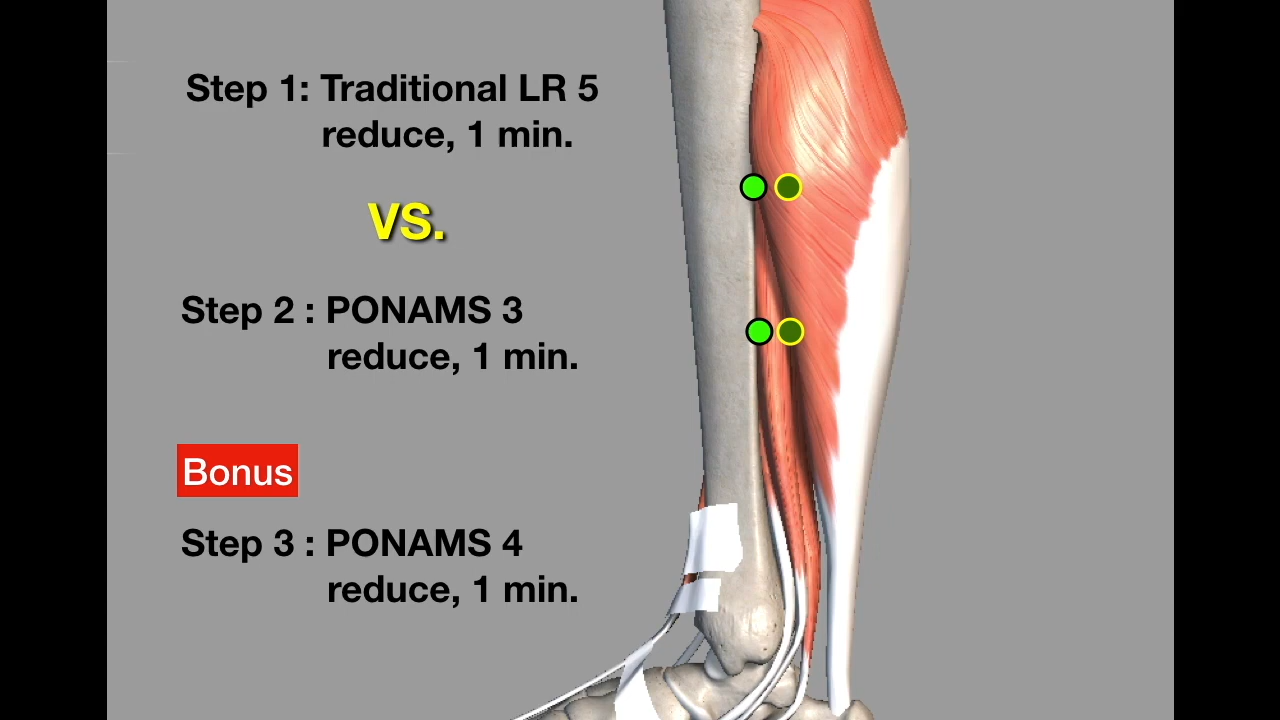 Step 1: Traditional LR 5
reduce, 1 min.
VS.
Step 2 : PONAMS 3
reduce, 1 min.
Bonus
Step 3 : PONAMS 4
reduce, 1 min.